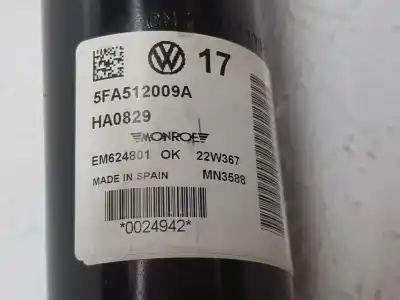 17
5FA512009A
HA0829
MONROE
EM624801 OK 22W367
MADE IN SPAIN MN3588
*0024942*